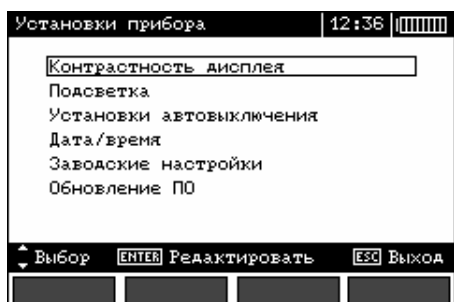 Установки прибора 12:36
Контрастность дисплея
Подсветка
Установки автовыключения
Дата/время
Заводские настройки
Обновление ПО
Выбор ENTER Редактировать ESC Выход